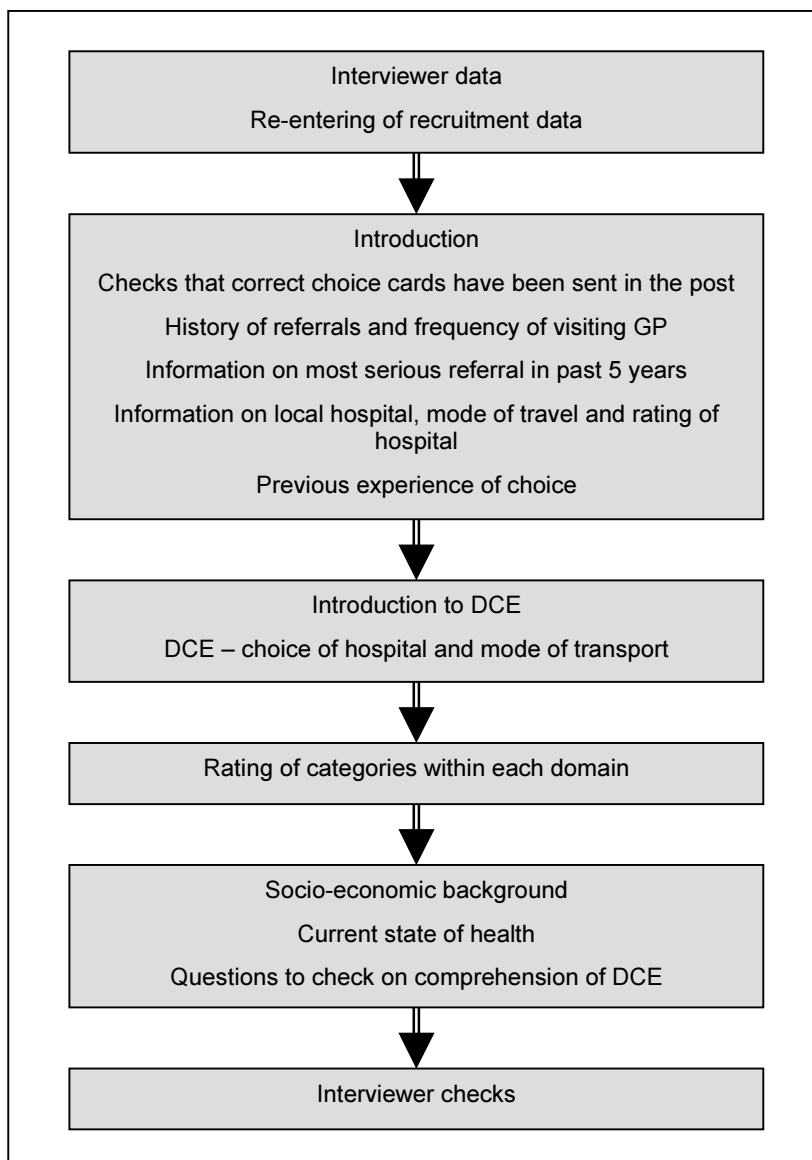 Interviewer data
Re-entering of recruitment data
Introduction
Checks that correct choice cards have been sent in the post
History of referrals and frequency of visiting GP
Information on most serious referral in past 5 years
Information on local hospital, mode of travel and rating of
hospital
Previous experience of choice
Introduction to DCE
DCE – choice of hospital and mode of transport
Rating of categories within each domain
Socio-economic background
Current state of health
Questions to check on comprehension of DCE
Interviewer checks